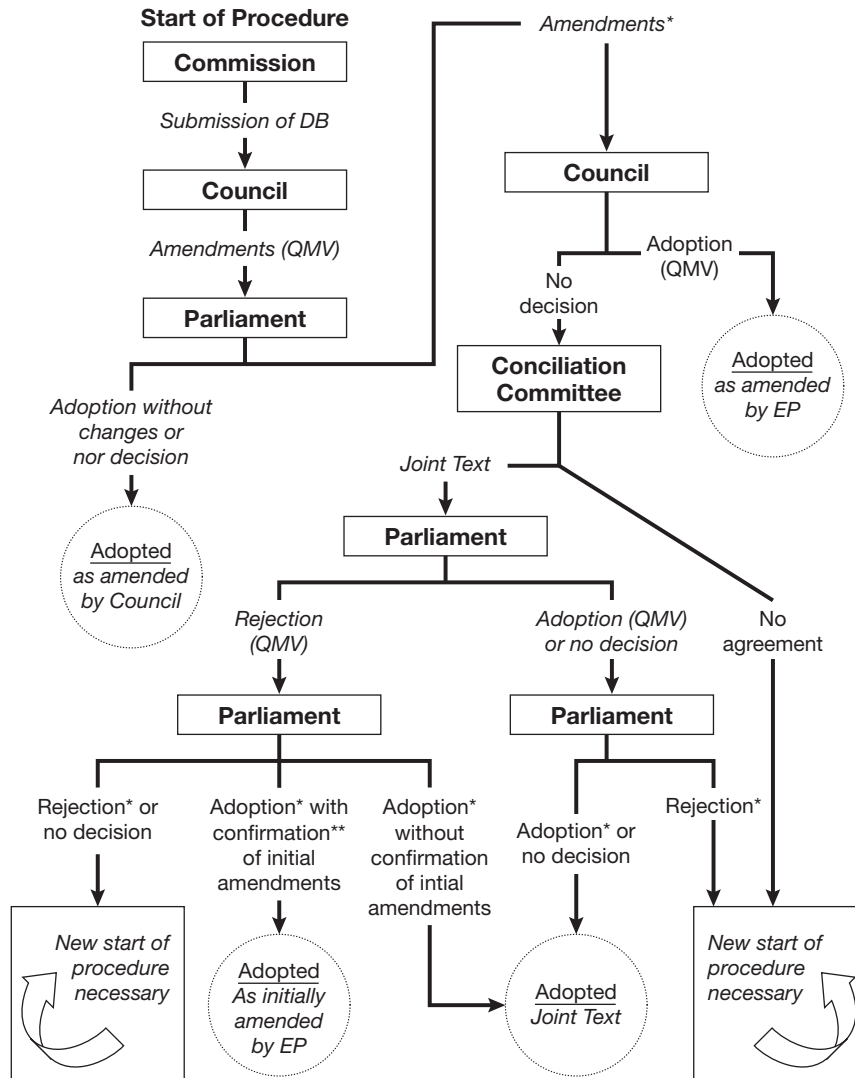 Start of Procedure
Commission
Submission of DB
Council
Amendments (QMV)
Parliament
Adoption without
changes or
nor decision
Adopted
as amended
by Council
Amendments*
Council
Adoption
(QMV)
Adopted
as amended
by EP
No
decision
Conciliation
Committee
Joint Text
Parliament
Rejection
(QMV)
Adoption (QMV)
or no decision
No
agreement
Parliament
Parliament
Rejection* or
no decision
Adoption* with
confirmation**
of initial
amendments
Adoption*
without
confirmation
of intial
amendments
Adoption* or
no decision
Rejection*
New start of
procedure
necessary
Adopted
As initially
amended
by EP
Adopted
Joint Text
New start of
procedure
necessary